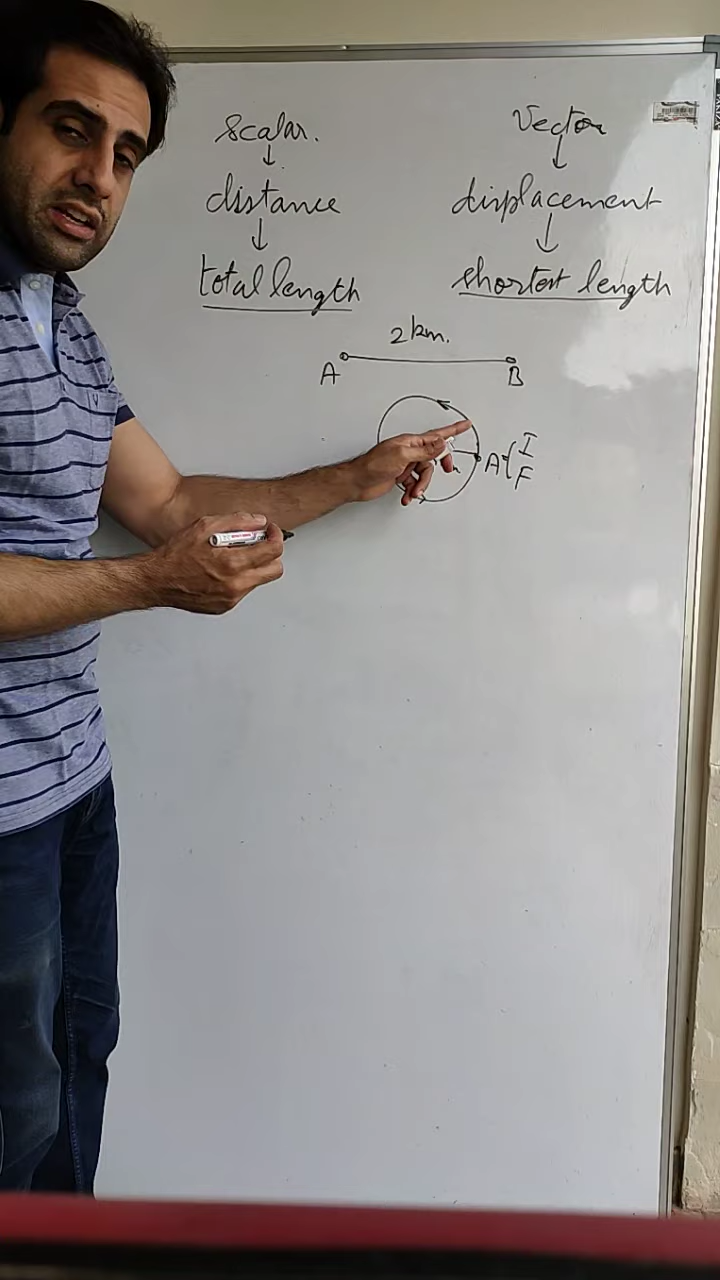 Scalar.
Vector
distance
displacement
total length
shortest length
2 km.
A
B
A
I
F
r